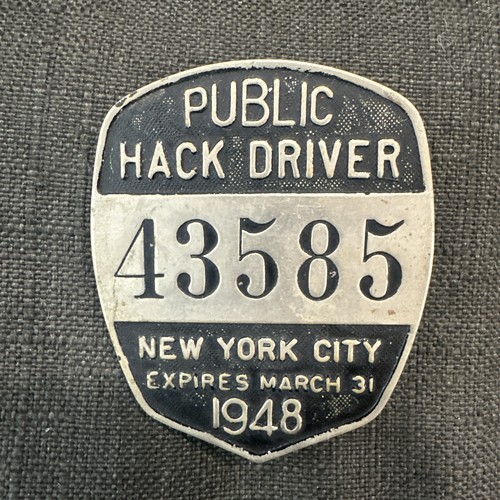 PUBLIC
HACK DRIVER
43585
NEW YORK CITY
EXPIRES MARCH 31
1948